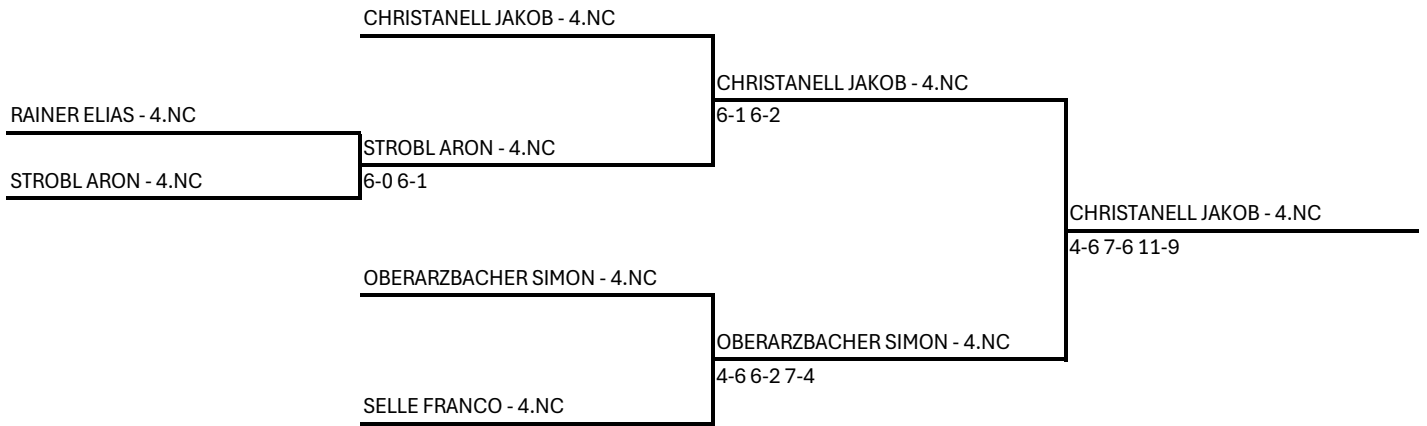 CHRISTANELL JAKOB - 4.NC
CHRISTANELL JAKOB - 4.NC
6-1 6-2
RAINER ELIAS - 4.NC
STROBL ARON - 4.NC
STROBL ARON - 4.NC
6-0 6-1
CHRISTANELL JAKOB - 4.NC
4-6 7-6 11-9
OBERARZBACHER SIMON - 4.NC
OBERARZBACHER SIMON - 4.NC
4-6 6-2 7-4
SELLE FRANCO - 4.NC